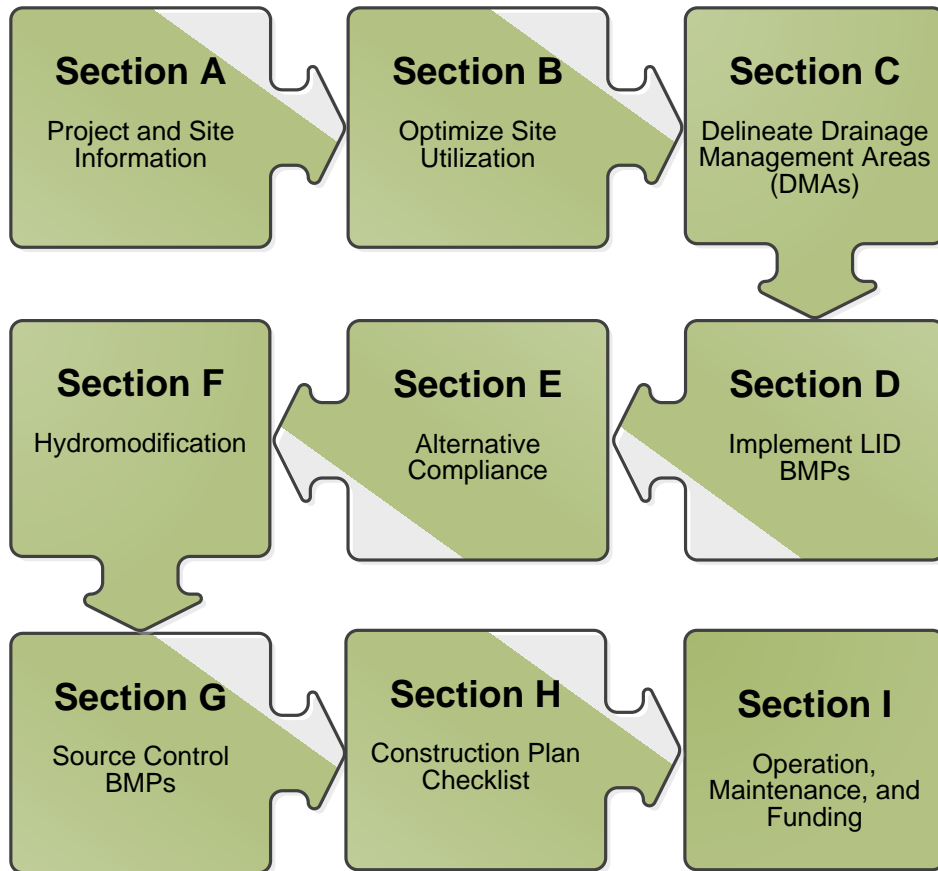 Section A
Project and Site
Information
Section B
Optimize Site
Utilization
Section C
Delineate Drainage
Management Areas
(DMAs)
Section F
Hydromodification
Section E
Alternative
Compliance
Section D
Implement LID
BMPs
Section G
Source Control
BMPs
Section H
Construction Plan
Checklist
Section I
Operation,
Maintenance, and
Funding